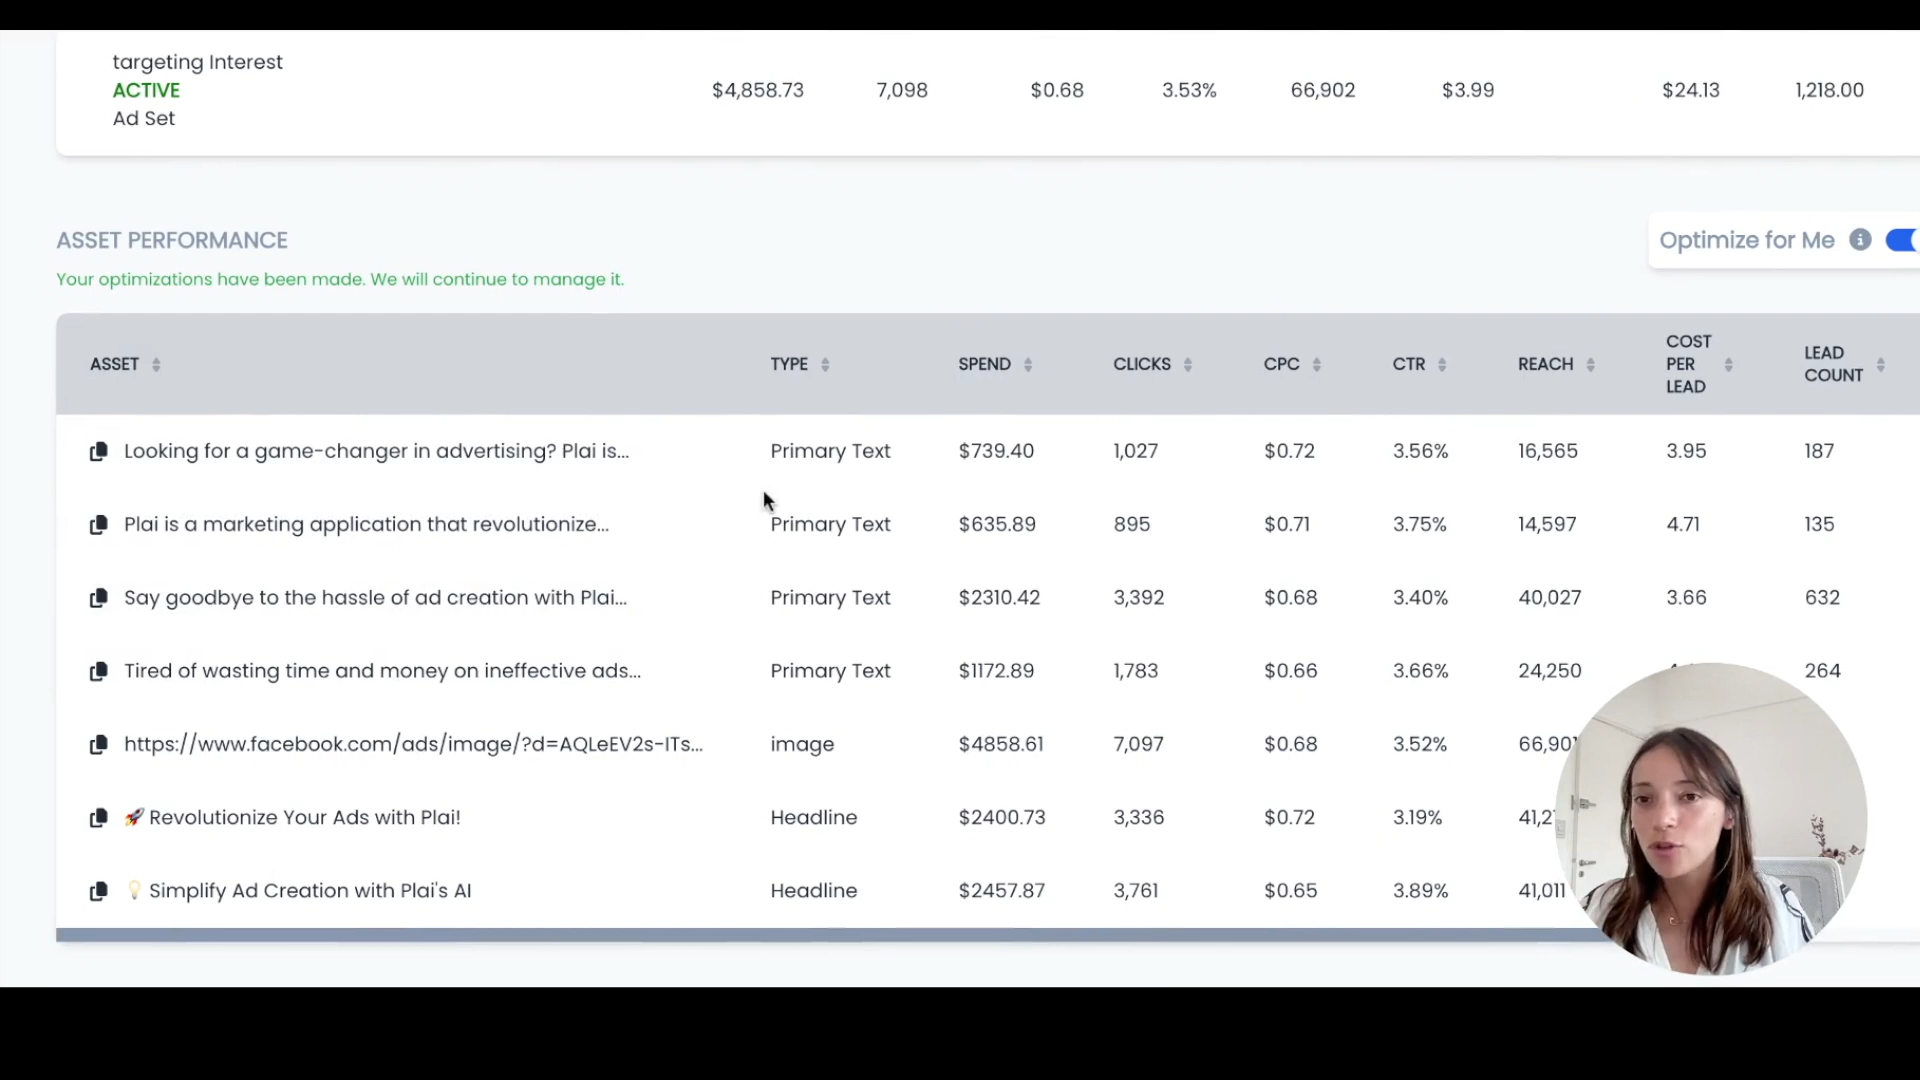 targeting Interest
ACTIVE
Ad Set
$4,858.73 7,098 $0.68 3.53% 66,902 $3.99 $24.13 1,218.00
ASSET PERFORMANCE
Optimize for Me
Your optimizations have been made. We will continue to manage it.
ASSET TYPE SPEND CLICKS CPC CTR REACH COST PER LEAD LEAD COUNT
Looking for a game-changer in advertising? Plai is... Primary Text $739.40 1,027 $0.72 3.56% 16,565 3.95 187
Plai is a marketing application that revolutionize... Primary Text $635.89 895 $0.71 3.75% 14,597 4.71 135
Say goodbye to the hassle of ad creation with Plai... Primary Text $2310.42 3,392 $0.68 3.40% 40,027 3.66 632
Tired of wasting time and money on ineffective ads... Primary Text $1172.89 1,783 $0.66 3.66% 24,250 264
https://www.facebook.com/ads/image/?d=AQLeEV2s-ITs... image $4858.61 7,097 $0.68 3.52%
🚀 Revolutionize Your Ads with Plai! Headline $2400.73 3,336 $0.72 3.19%
💡 Simplify Ad Creation with Plai's AI Headline $2457.87 3,761 $0.65 3.89% 41,011